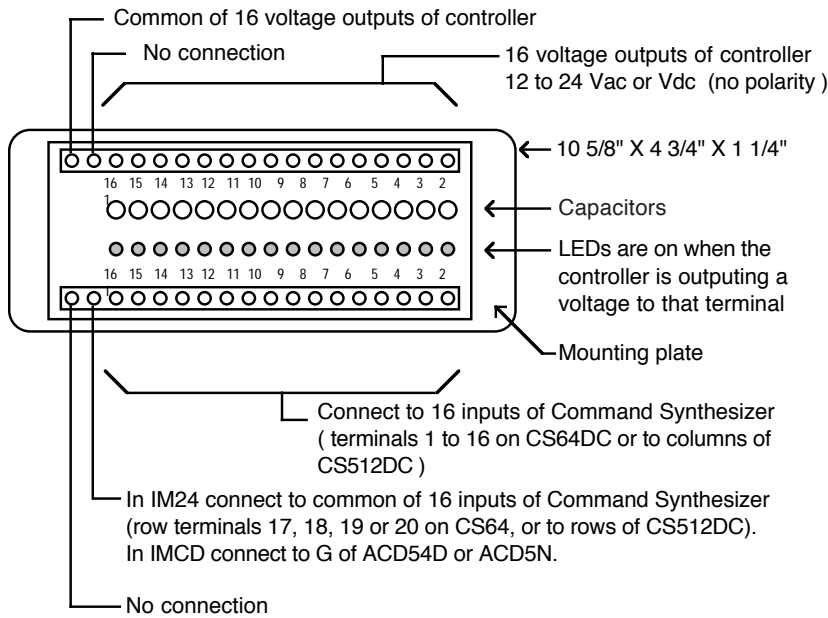 Common of 16 voltage outputs of controller
No connection
16 voltage outputs of controller
12 to 24 Vac or Vdc (no polarity )
10 5/8" X 4 3/4" X 1 1/4"
16 15 14 13 12 11 10 9 8 7 6 5 4 3 2
1
Capacitors
LEDs are on when the
controller is outputing a
voltage to that terminal
16 15 14 13 12 11 10 9 8 7 6 5 4 3 2
1
Mounting plate
Connect to 16 inputs of Command Synthesizer
( terminals 1 to 16 on CS64DC or to columns of
CS512DC )
In IM24 connect to common of 16 inputs of Command Synthesizer
(row terminals 17, 18, 19 or 20 on CS64, or to rows of CS512DC).
In IMCD connect to G of ACD54D or ACD5N.
No connection